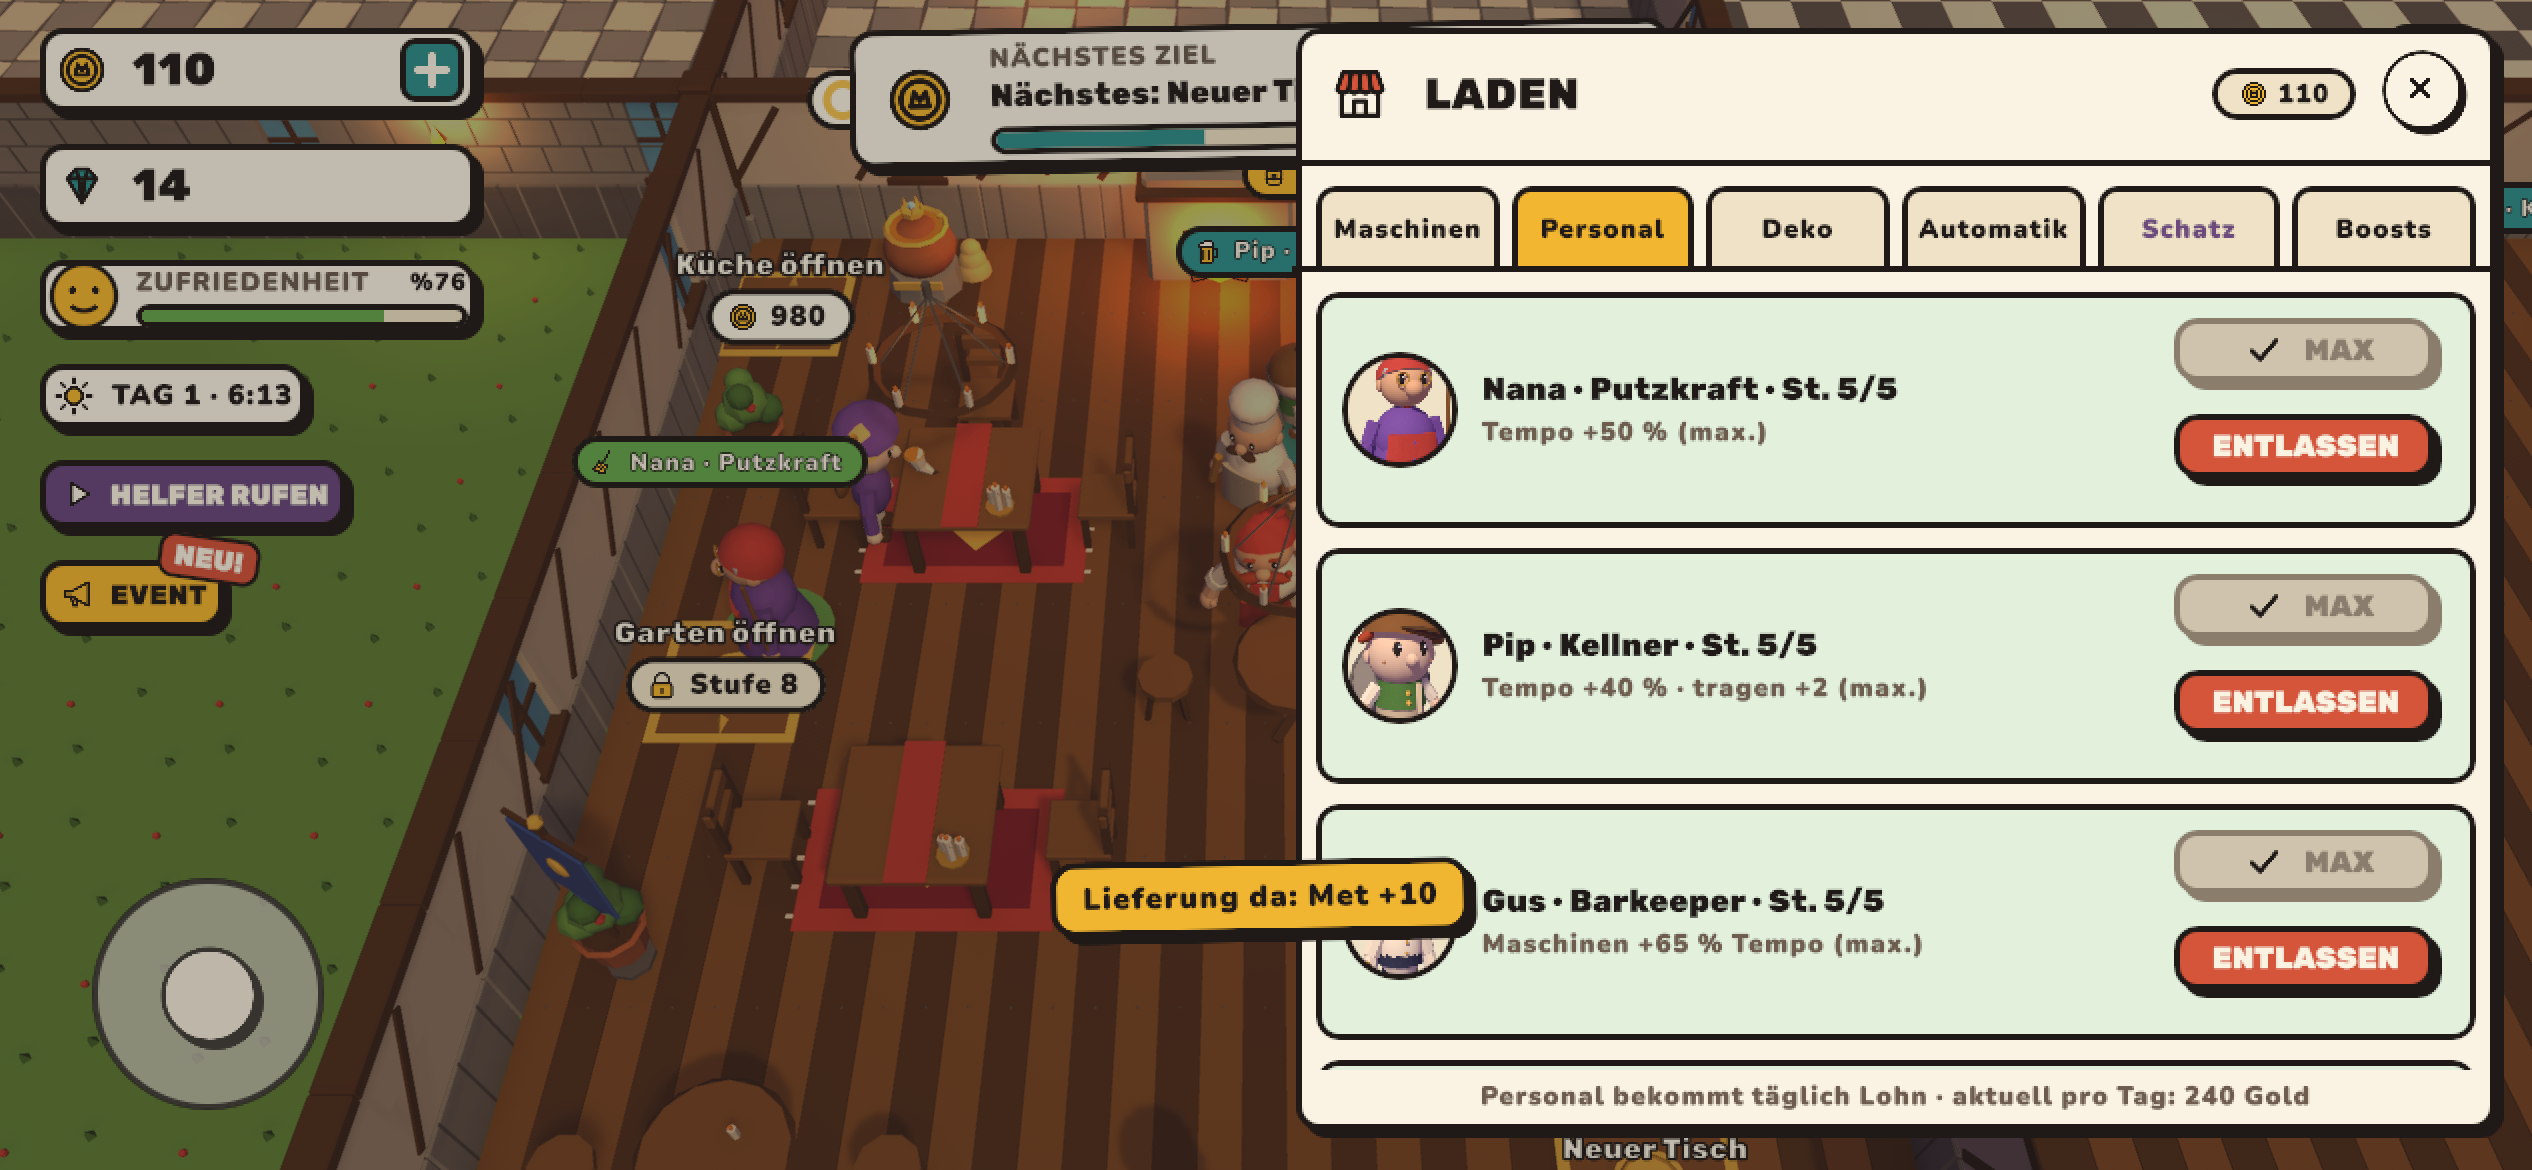 110
14
ZUFRIEDENHEIT %76
TAG 1 · 6:13
HELFER RUFEN
NEU!
EVENT
NÄCHSTES ZIEL
Nächstes: Neuer
Küche öffnen
980
Pip ·
Nana · Putzkraft
Garten öffnen
Stufe 8
Lieferung da: Met +10
Neuer Tisch
LADEN
110
Maschinen
Personal
Deko
Automatik
Schatz
Boosts
Nana · Putzkraft · St. 5/5
Tempo +50 % (max.)
MAX
ENTLASSEN
Pip · Kellner · St. 5/5
Tempo +40 % · tragen +2 (max.)
MAX
ENTLASSEN
Gus · Barkeeper · St. 5/5
Maschinen +65 % Tempo (max.)
MAX
ENTLASSEN
Personal bekommt täglich Lohn · aktuell pro Tag: 240 Gold